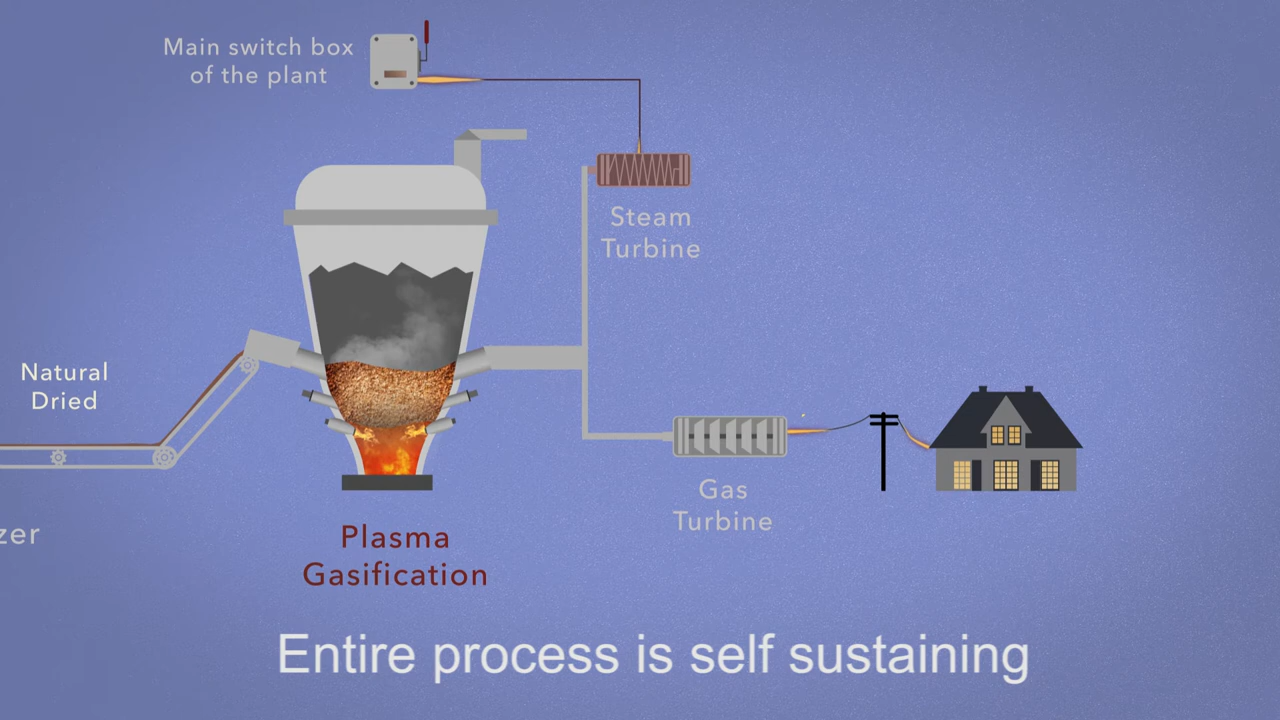 Main switch box
of the plant
Steam
Turbine
Natural
Dried
Gas
Turbine
zer
Plasma
Gasification
Entire process is self sustaining